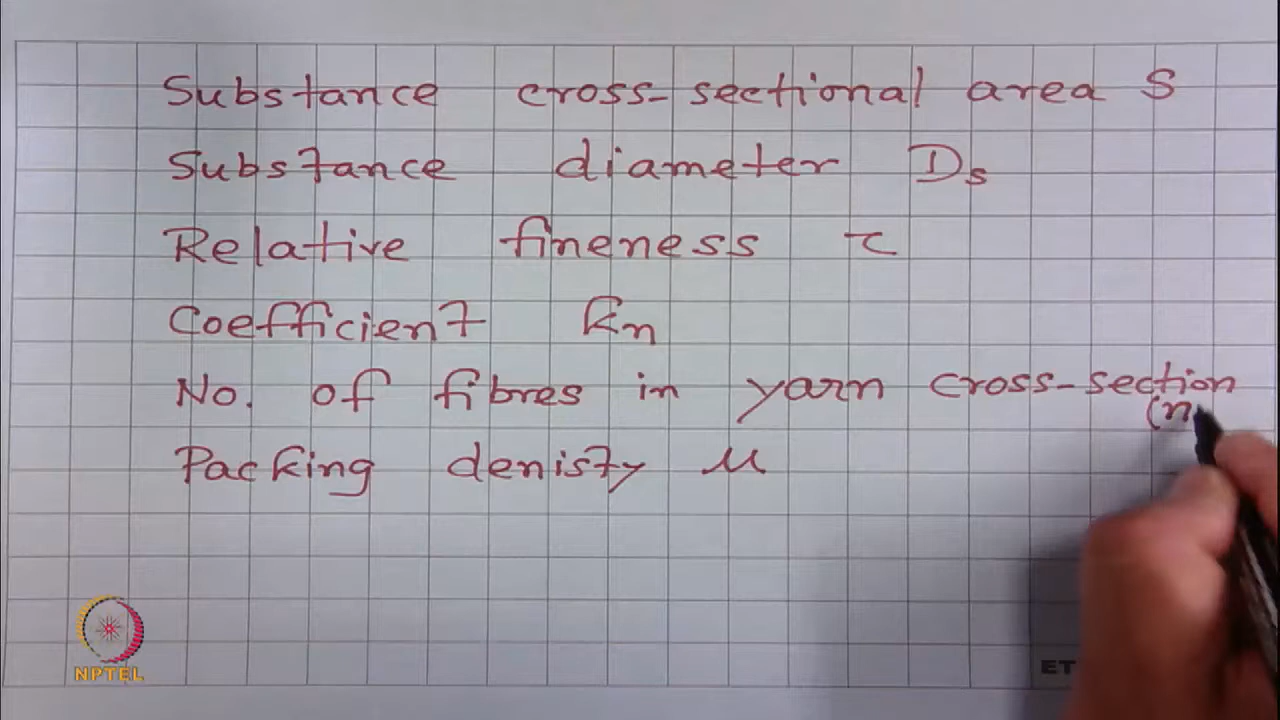 Substance cross-sectional area S
Substance diameter Ds
Relative fineness τ
Coefficient kn
No. of fibres in yarn cross-section
(n
Packing denisty μ
NPTEL
ET